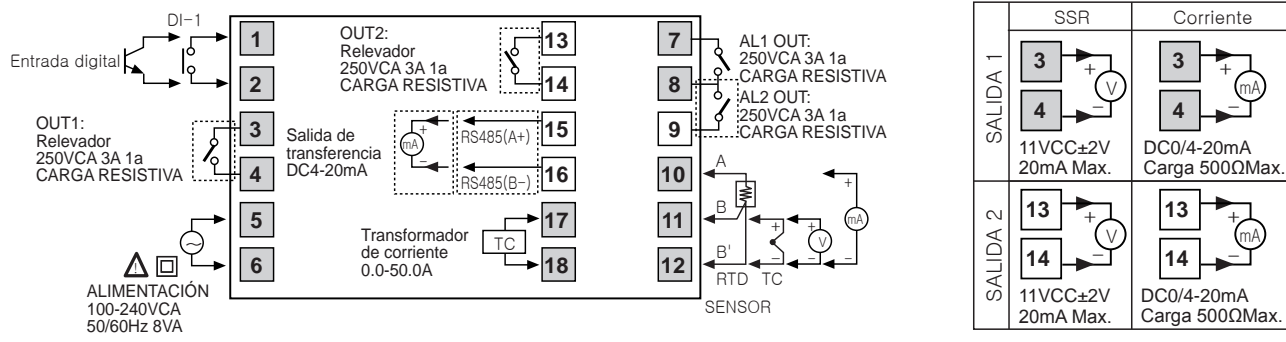 DI-1
Entrada digital
1
2
OUT1:
Relevador
250VCA 3A 1a
CARGA RESISTIVA
3
4
5
6
ALIMENTACIÓN
100-240VCA
50/60Hz 8VA
OUT2:
Relevador
250VCA 3A 1a
CARGA RESISTIVA
13
14
Salida de
transferencia
DC4-20mA
+
mA
−
RS485(A+)
RS485(B-)
15
16
Transformador
de corriente
0.0-50.0A
TC
17
18
7
8
9
AL1 OUT:
250VCA 3A 1a
CARGA RESISTIVA
AL2 OUT:
250VCA 3A 1a
CARGA RESISTIVA
10
11
12
A
B
B'
RTD
+
−
TC
+
V
−
+
mA
−
SENSOR
SSR
Corriente
SALIDA 1
3
4
+
V
−
11VCC±2V
20mA Max.
3
4
+
mA
−
DC0/4-20mA
Carga 500ΩMax.
SALIDA 2
13
14
+
V
−
11VCC±2V
20mA Max.
13
14
+
mA
−
DC0/4-20mA
Carga 500ΩMax.